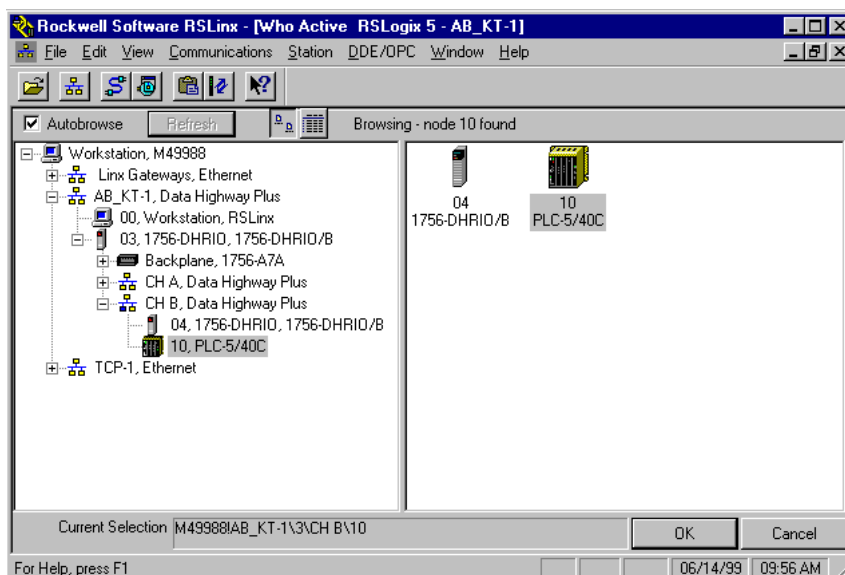 Rockwell Software RSLinx - [Who Active RSLogix 5 - AB_KT-1]
File Edit View Communications Station DDE/OPC Window Help
Autobrowse Refresh Browsing - node 10 found
Workstation, M49988
Linx Gateways, Ethernet
AB_KT-1, Data Highway Plus
00, Workstation, RSLinx
03, 1756-DHRIO, 1756-DHRIO/B
Backplane, 1756-A7A
CH A, Data Highway Plus
CH B, Data Highway Plus
04, 1756-DHRIO, 1756-DHRIO/B
10, PLC-5/40C
TCP-1, Ethernet
04
1756-DHRIO/B
10
PLC-5/40C
Current Selection M49988!AB_KT-1\3\CH B\10
OK Cancel
For Help, press F1 06/14/99 09:56 AM